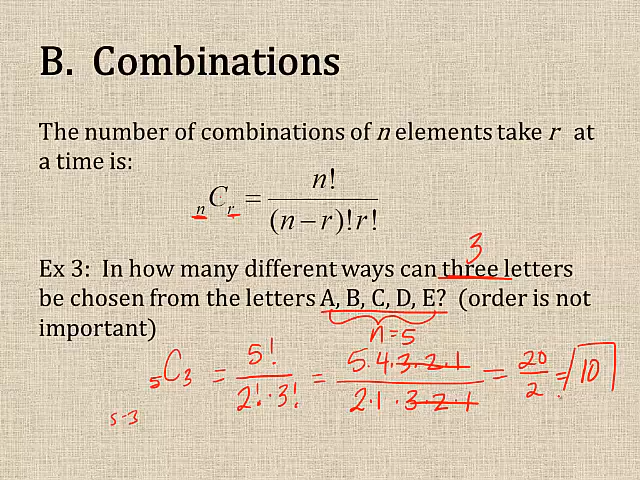 B. Combinations
The number of combinations of n elements take r at
a time is:
nCr = n! / (n − r)! r!
3
Ex 3: In how many different ways can three letters
be chosen from the letters A, B, C, D, E? (order is not
important)
n=5
5C3 = 5! / 2!·3! = 5·4·3·2·1 / 2·1·3·2·1 = 20 / 2 = 10
5-3